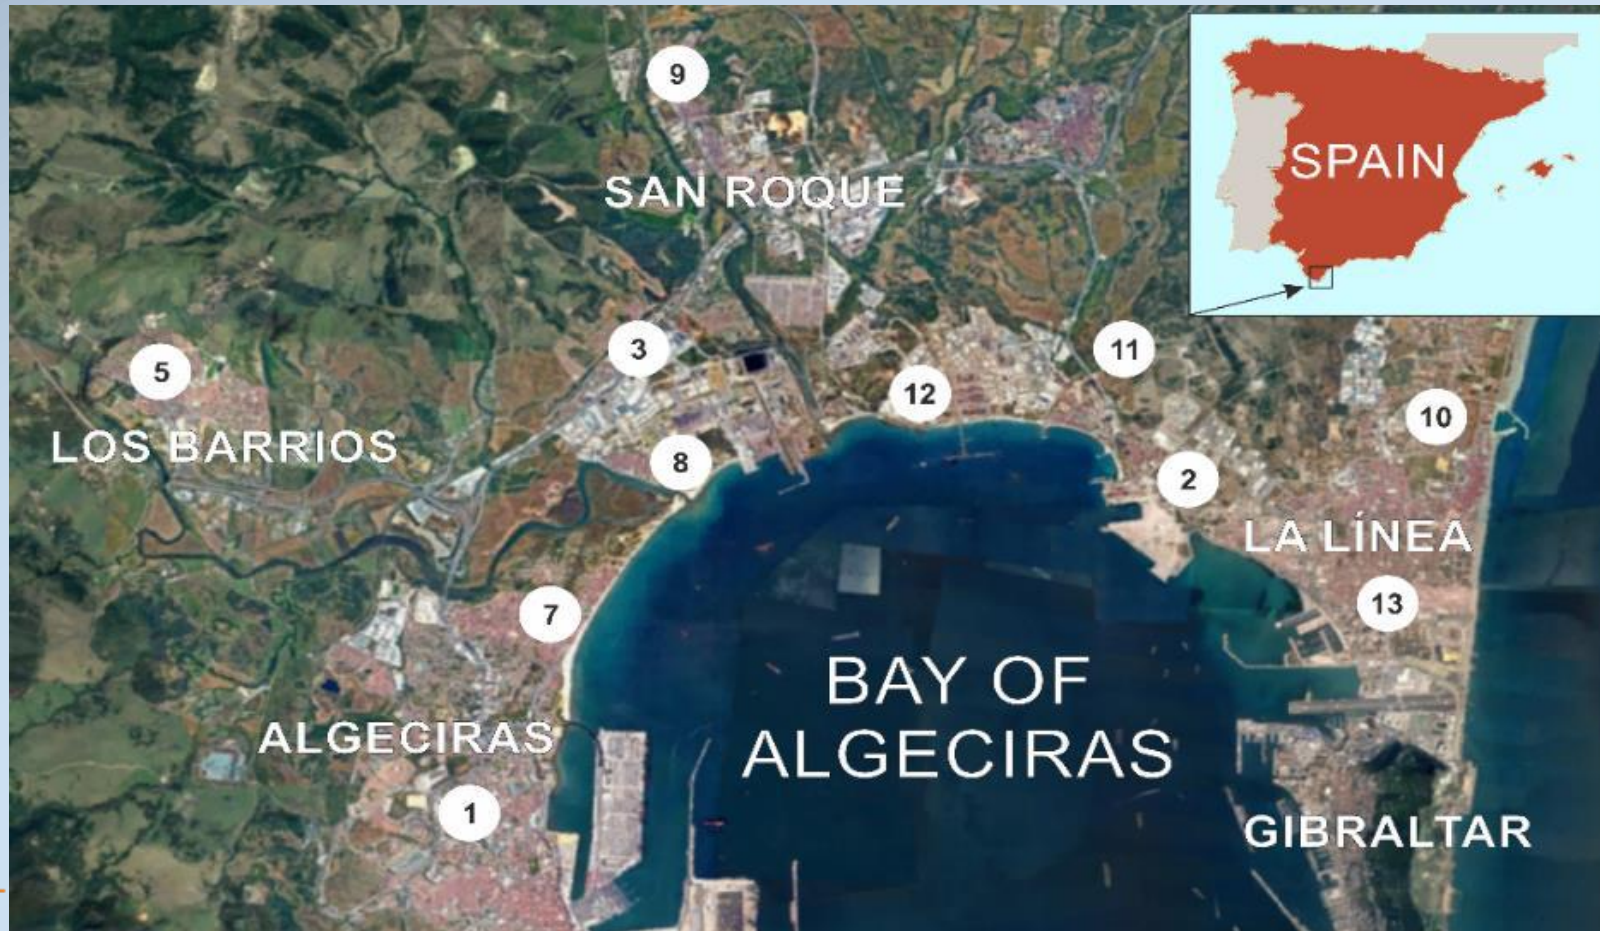 9
SPAIN
SAN ROQUE
3
11
5
12
10
LOS BARRIOS
8
2
LA LÍNEA
7
13
BAY OF
ALGECIRAS
ALGECIRAS
1
GIBRALTAR